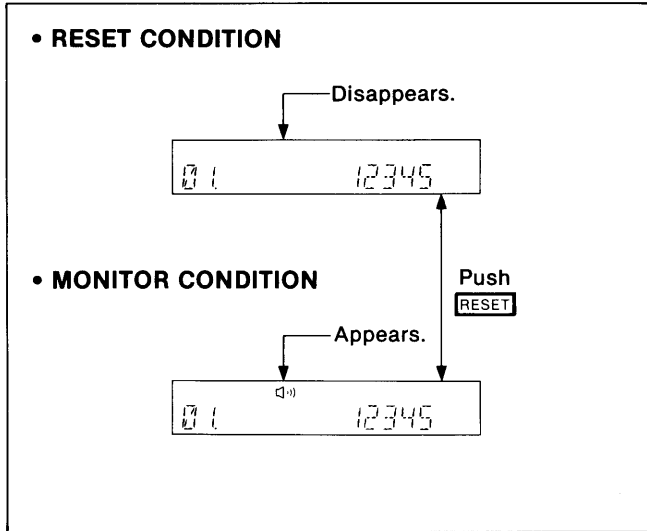 • RESET CONDITION
Disappears.
01. 12345
• MONITOR CONDITION
Push
RESET
Appears.
01. 12345